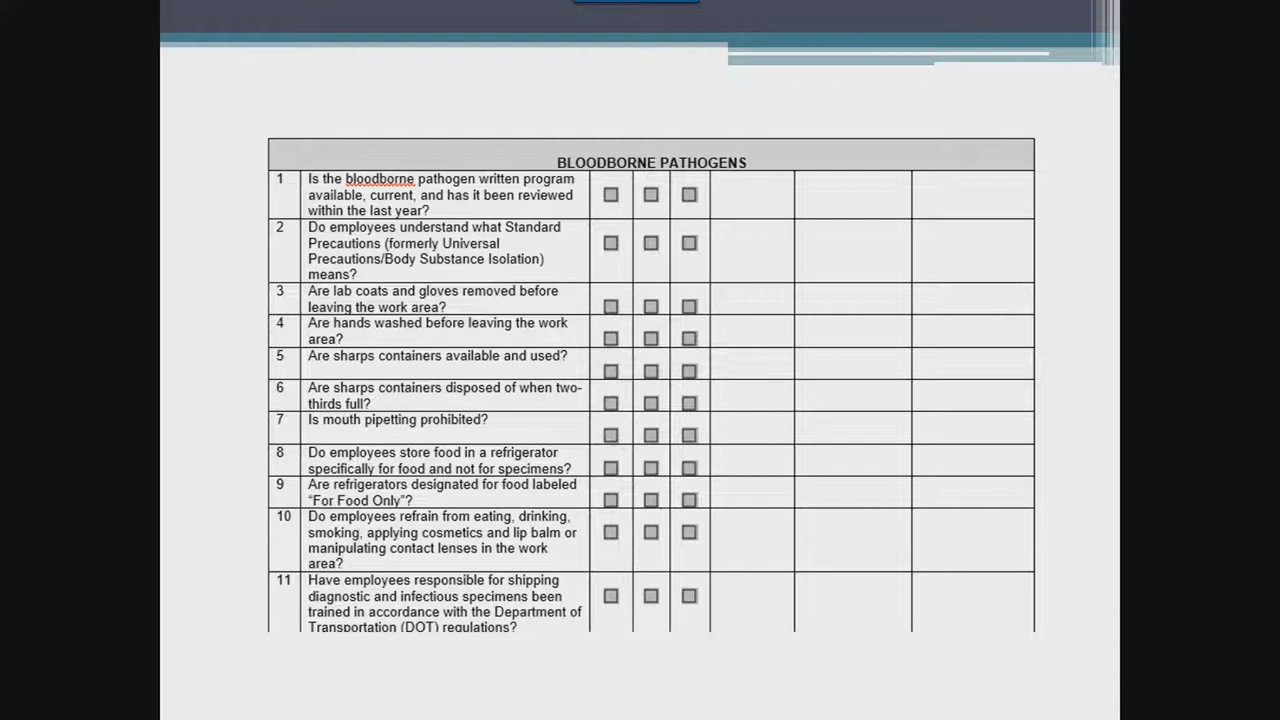 BLOODBORNE PATHOGENS
1 Is the bloodborne pathogen written program
available, current, and has it been reviewed
within the last year?
2 Do employees understand what Standard
Precautions (formerly Universal
Precautions/Body Substance Isolation)
means?
3 Are lab coats and gloves removed before
leaving the work area?
4 Are hands washed before leaving the work
area?
5 Are sharps containers available and used?
6 Are sharps containers disposed of when two-
thirds full?
7 Is mouth pipetting prohibited?
8 Do employees store food in a refrigerator
specifically for food and not for specimens?
9 Are refrigerators designated for food labeled
“For Food Only”?
10 Do employees refrain from eating, drinking,
smoking, applying cosmetics and lip balm or
manipulating contact lenses in the work
area?
11 Have employees responsible for shipping
diagnostic and infectious specimens been
trained in accordance with the Department of
Transportation (DOT) regulations?